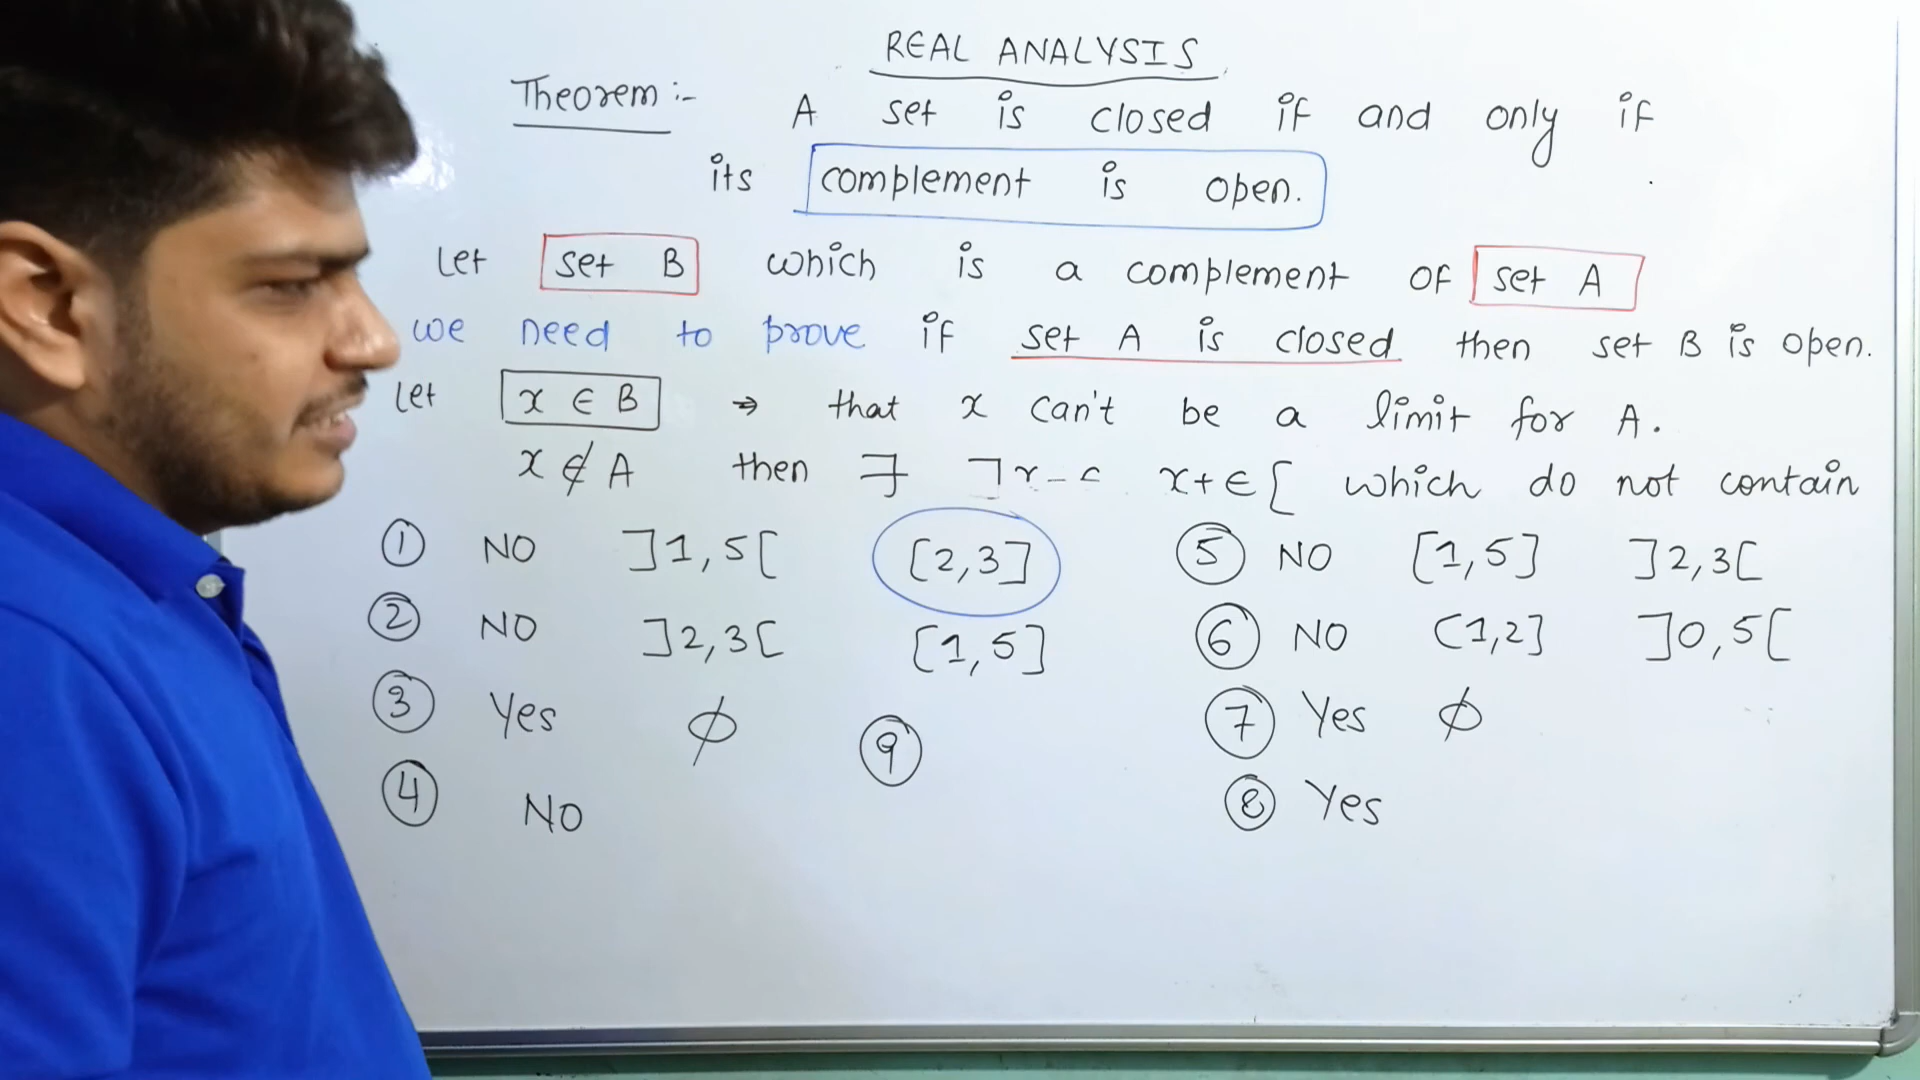 REAL ANALYSIS
Theorem :- A set is closed if and only if
its complement is open.
Let set B which is a complement of set A
we need to prove if set A is closed then set B is open.
Let x ∈ B → that x can't be a limit for A.
x ∉ A then ∃ ]x - x+∈[ which do not contain
① NO ]1,5[ [2,3]
② NO ]2,3[ [1,5]
③ Yes ϕ
④ NO
⑨
⑤ NO [1,5] ]2,3[
⑥ NO (1,2] ]0,5[
⑦ Yes ϕ
⑧ Yes